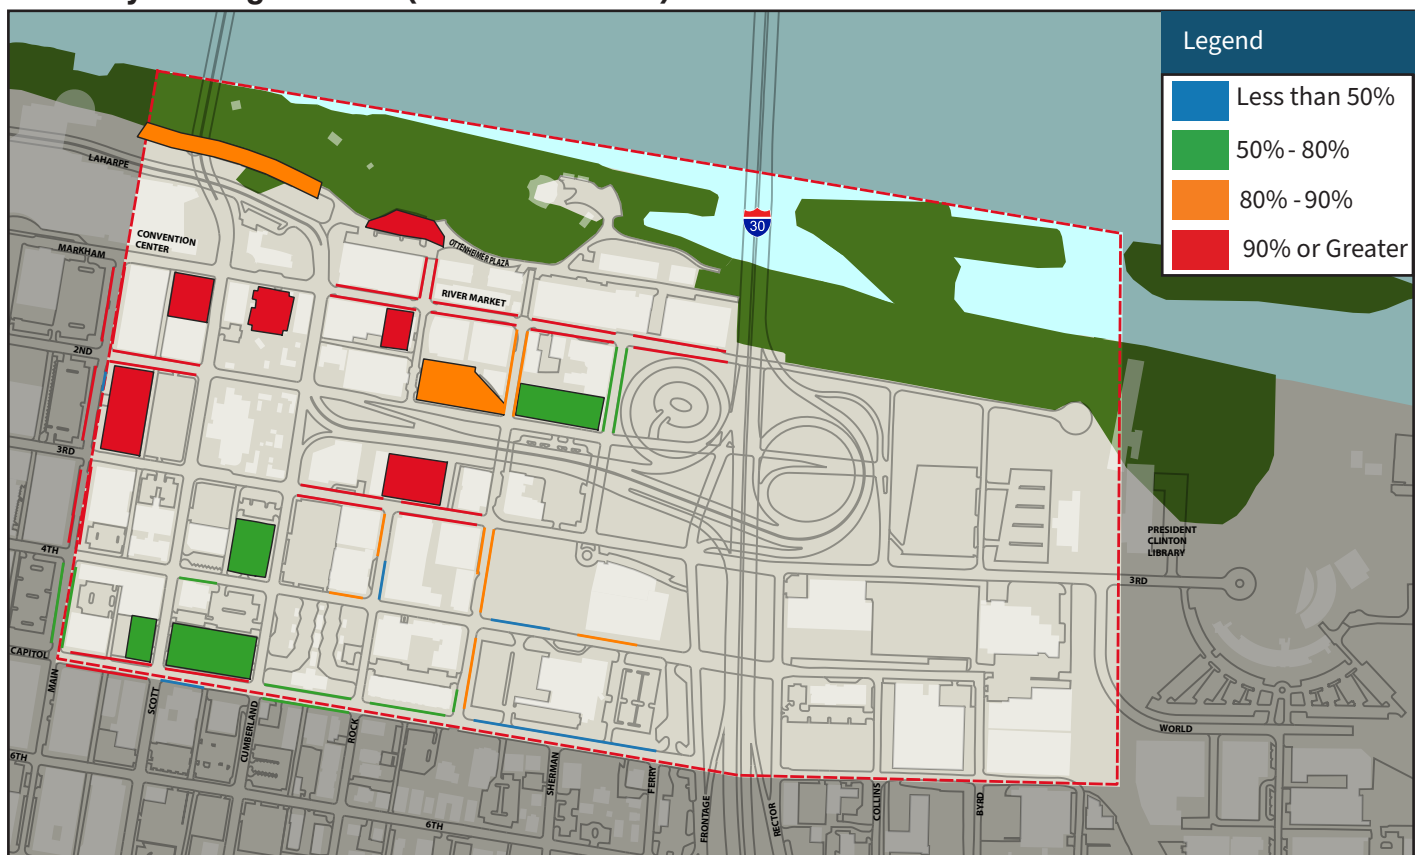 Legend
Less than 50%
50% - 80%
80% - 90%
90% or Greater
30
LAHARPE
CONVENTION
CENTER
MARKHAM
OTTENHEIMER PLAZA
RIVER MARKET
2ND
3RD
4TH
CAPITOL
MAIN
SCOTT
CUMBERLAND
ROCK
SHERMAN
FERRY
FRONTAGE
RECTOR
COLLINS
BYRD
6TH
6TH
PRESIDENT
CLINTON
LIBRARY
3RD
WORLD